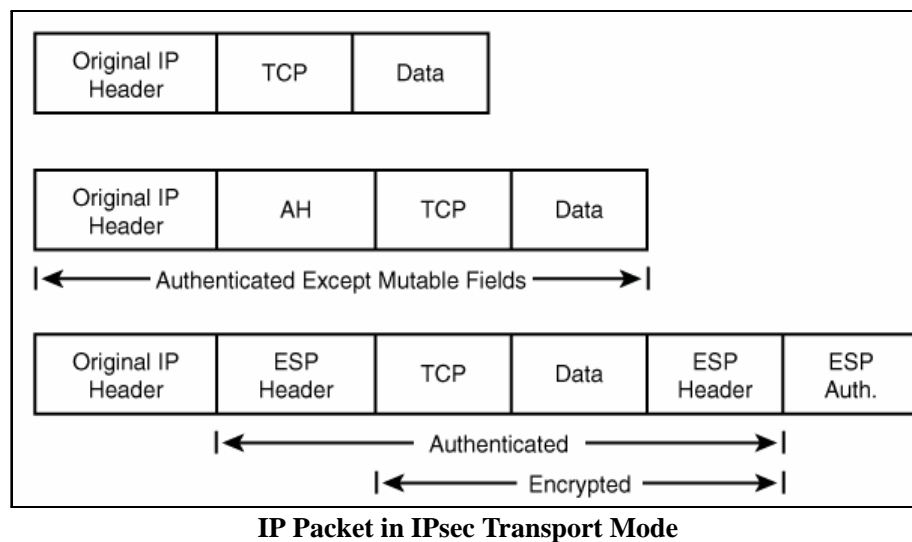 Original IP Header TCP Data
Original IP Header AH TCP Data
Authenticated Except Mutable Fields
Original IP Header ESP Header TCP Data ESP Header ESP Auth.
Authenticated
Encrypted
IP Packet in IPsec Transport Mode